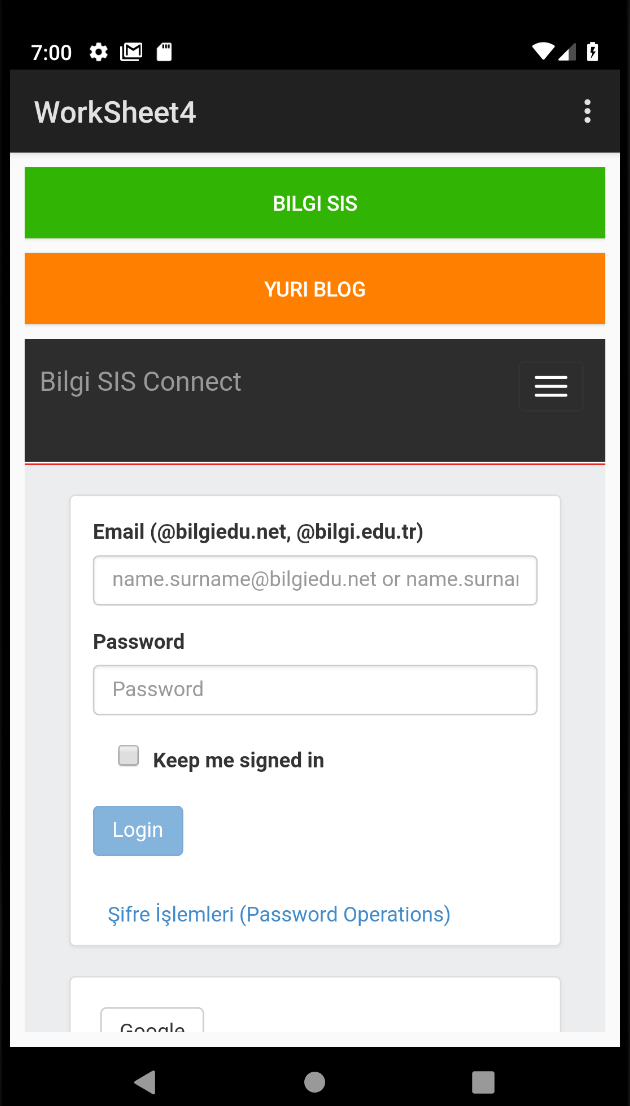 7:00
WorkSheet4
BILGI SIS
YURI BLOG
Bilgi SIS Connect
Email (@bilgiedu.net, @bilgi.edu.tr)
name.surname@bilgiedu.net or name.surnar
Password
Password
Keep me signed in
Login
Şifre İşlemleri (Password Operations)
Google